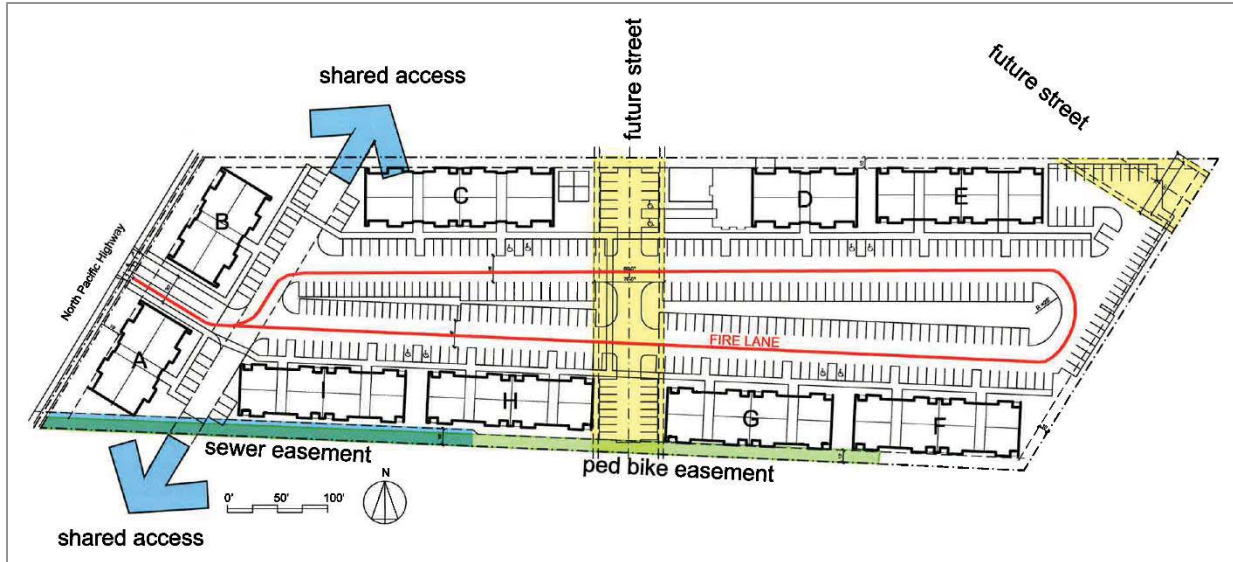 shared access
future street
future street
North Pacific Highway
B
C
D
E
A
FIRE LANE
I
H
G
F
sewer easement
ped bike easement
0' 50' 100'
N
shared access